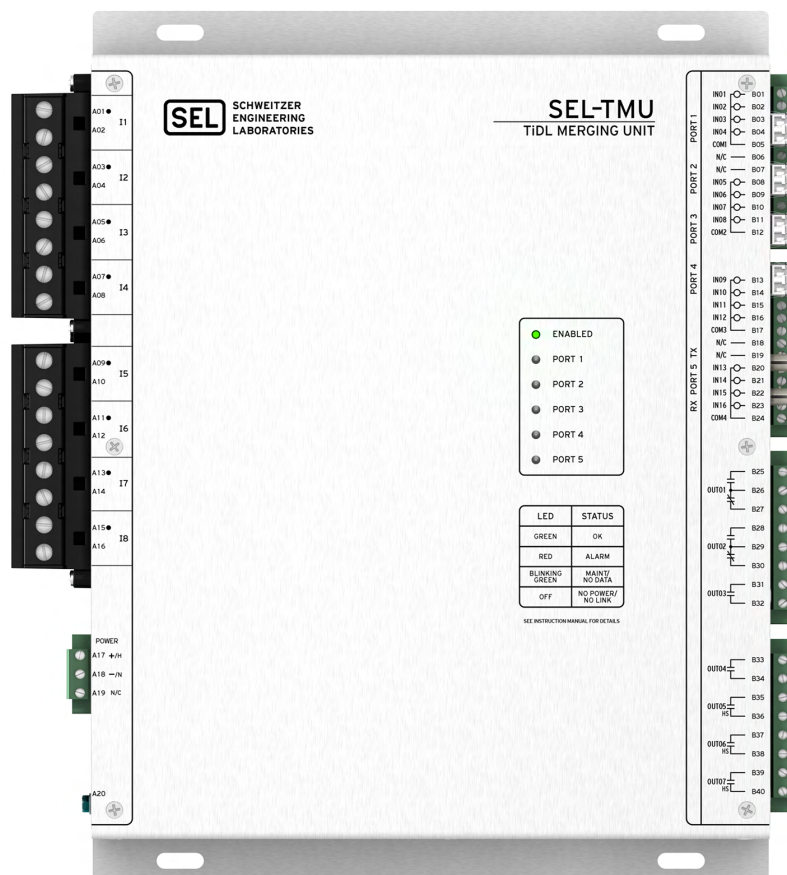 SEL
SCHWEITZER
ENGINEERING
LABORATORIES
SEL-TMU
TiDL MERGING UNIT
A01
I1
A02
A03
I2
A04
A05
I3
A06
A07
I4
A08
A09
I5
A10
A11
I6
A12
A13
I7
A14
A15
I8
A16
POWER
A17 +/H
A18 −/N
A19 N/C
A20
ENABLED
PORT 1
PORT 2
PORT 3
PORT 4
PORT 5
LED STATUS
GREEN OK
RED ALARM
BLINKING GREEN MAINT/ NO DATA
OFF NO POWER/ NO LINK
SEE INSTRUCTION MANUAL FOR DETAILS
PORT 1
PORT 2
PORT 3
PORT 4
RX PORT 5 TX
IN01 B01
IN02 B02
IN03 B03
IN04 B04
COM1 B05
N/C B06
N/C B07
IN05 B08
IN06 B09
IN07 B10
IN08 B11
COM2 B12
IN09 B13
IN10 B14
IN11 B15
IN12 B16
COM3 B17
N/C B18
N/C B19
IN13 B20
IN14 B21
IN15 B22
IN16 B23
COM4 B24
B25
OUT01 B26
B27
B28
OUT02 B29
B30
B31
OUT03
B32
B33
OUT04
B34
B35
OUT05
HS B36
B37
OUT06
HS B38
B39
OUT07
HS B40